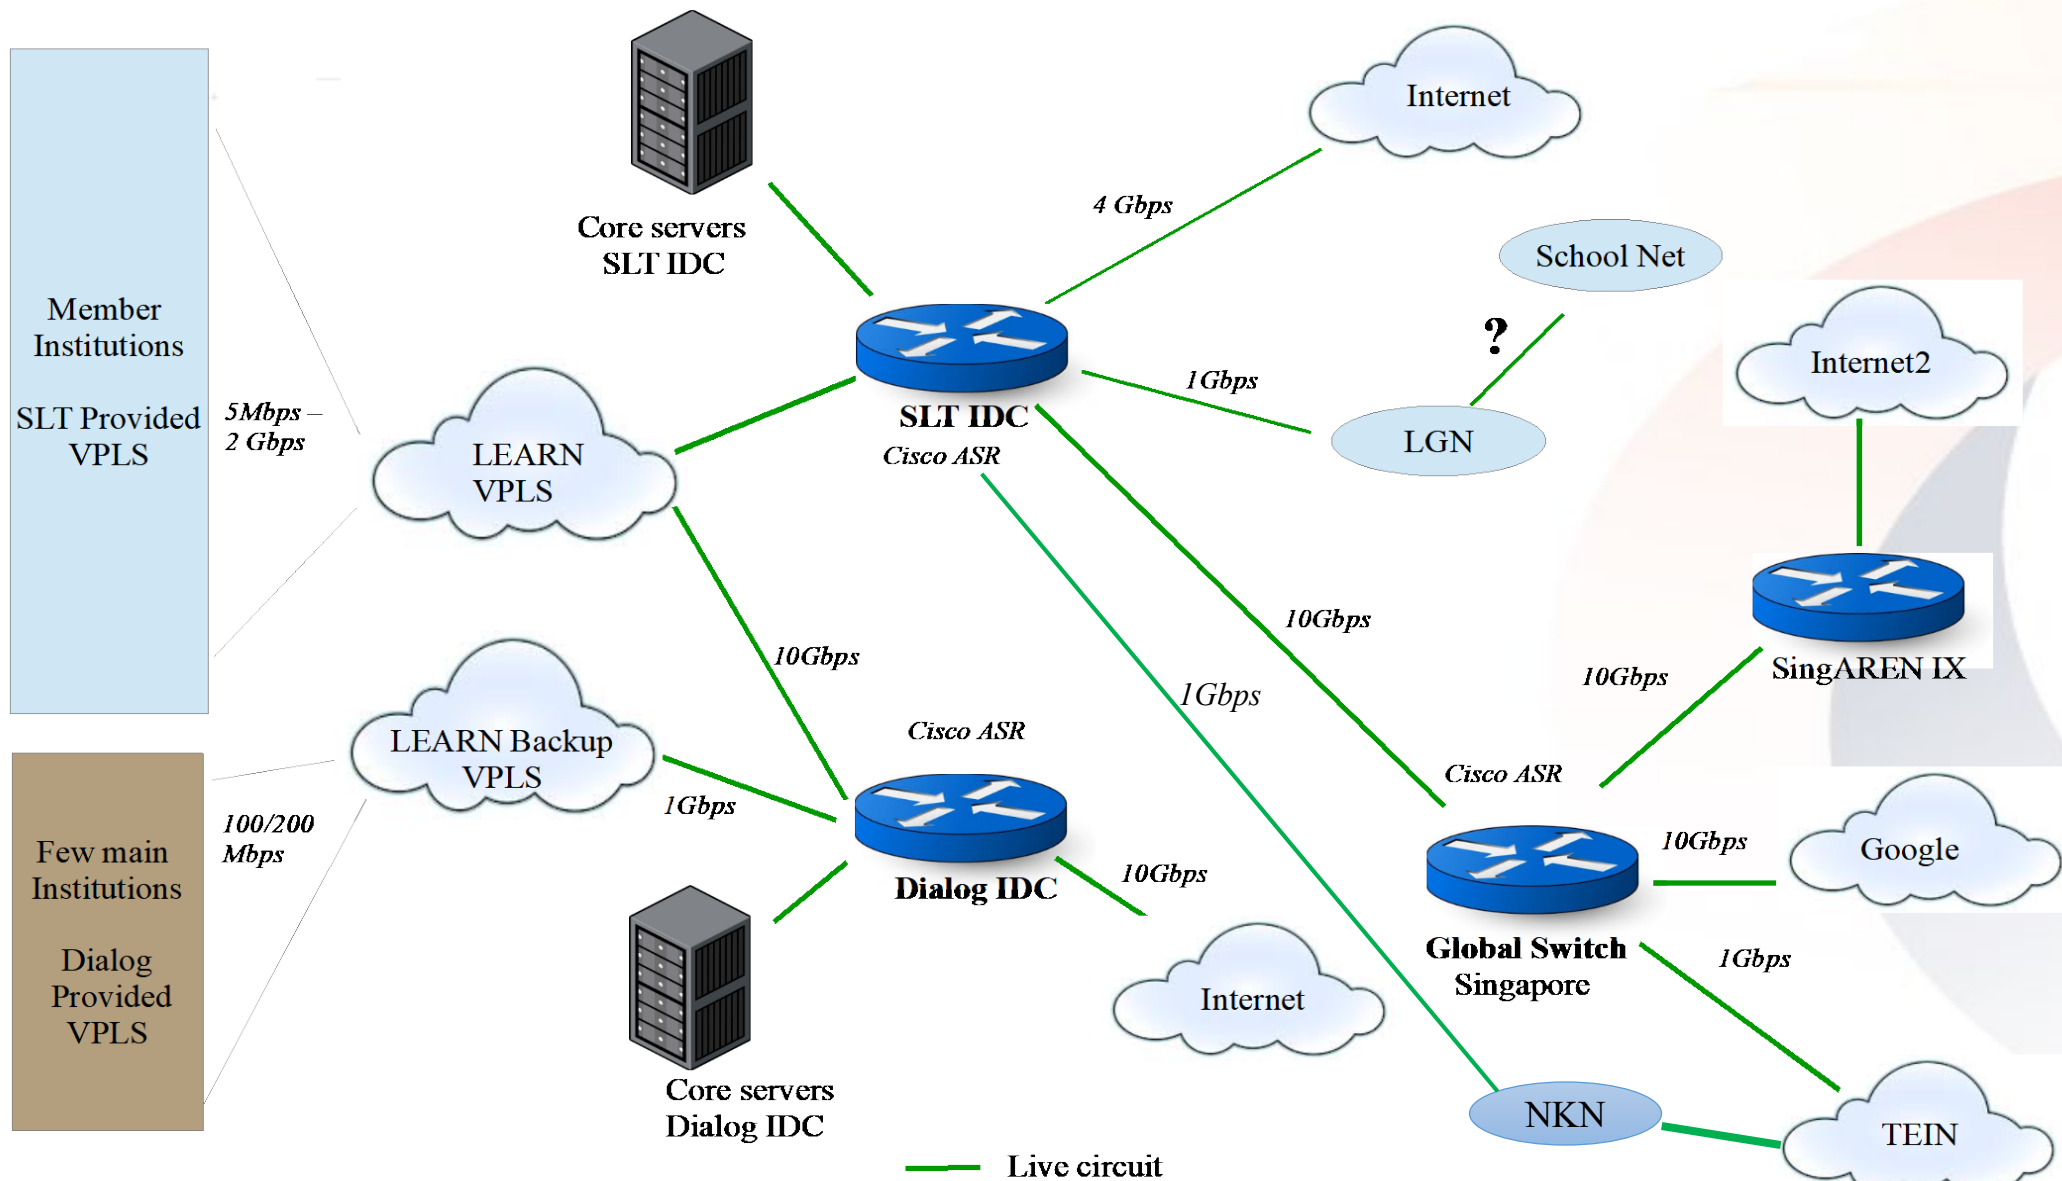 Member
Institutions
SLT Provided
VPLS
5Mbps –
2 Gbps
Few main
Institutions
Dialog
Provided
VPLS
100/200
Mbps
LEARN
VPLS
LEARN Backup
VPLS
Core servers
SLT IDC
SLT IDC
Cisco ASR
4 Gbps
Internet
School Net
?
1Gbps
LGN
Internet2
10Gbps
SingAREN IX
10Gbps
10Gbps
1Gbps
1Gbps
Cisco ASR
Dialog IDC
10Gbps
Internet
Core servers
Dialog IDC
Cisco ASR
Global Switch
Singapore
10Gbps
Google
1Gbps
NKN
TEIN
Live circuit